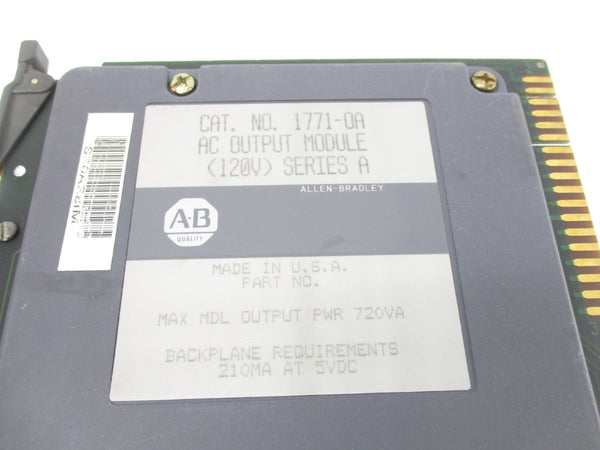 CAT. NO. 1771-OA
AC OUTPUT MODULE
(120V) SERIES A
ALLEN-BRADLEY
A-B
QUALITY
MADE IN U.S.A.
PART NO.
MAX MDL OUTPUT PWR 720VA
BACKPLANE REQUIREMENTS
210MA AT 5VDC